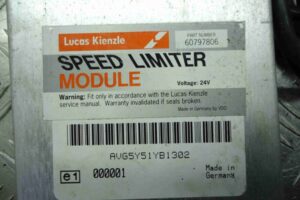 Lucas Kienzle
PART NUMBER
60797806
SPEED LIMITER
MODULE
Voltage: 24V
Warning: Fit only in accordance with the Lucas Kienzle
service manual. Warranty invalidated if seals broken.
Made in Germany by VDO
AVG5Y51YB1302
e1
000001
Made in
Germany